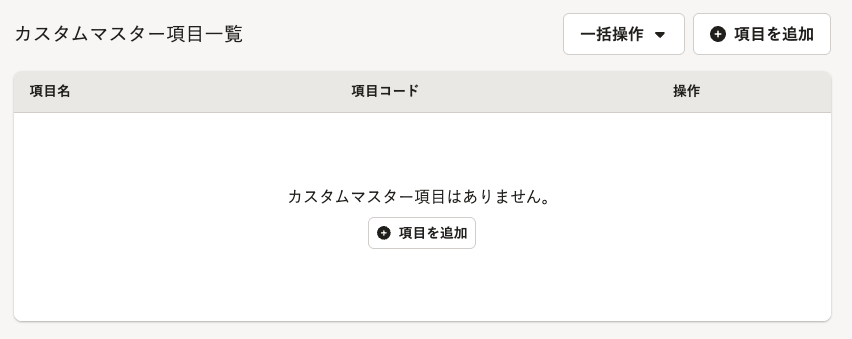 カスタムマスター項目一覧
一括操作
項目を追加
項目名
項目コード
操作
カスタムマスター項目はありません。
項目を追加